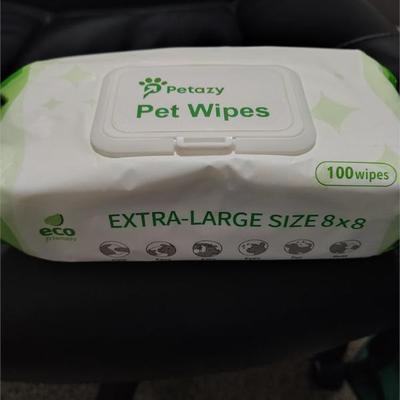 Petazy
Pet Wipes
100wipes
EXTRA-LARGE SIZE 8x8
eco